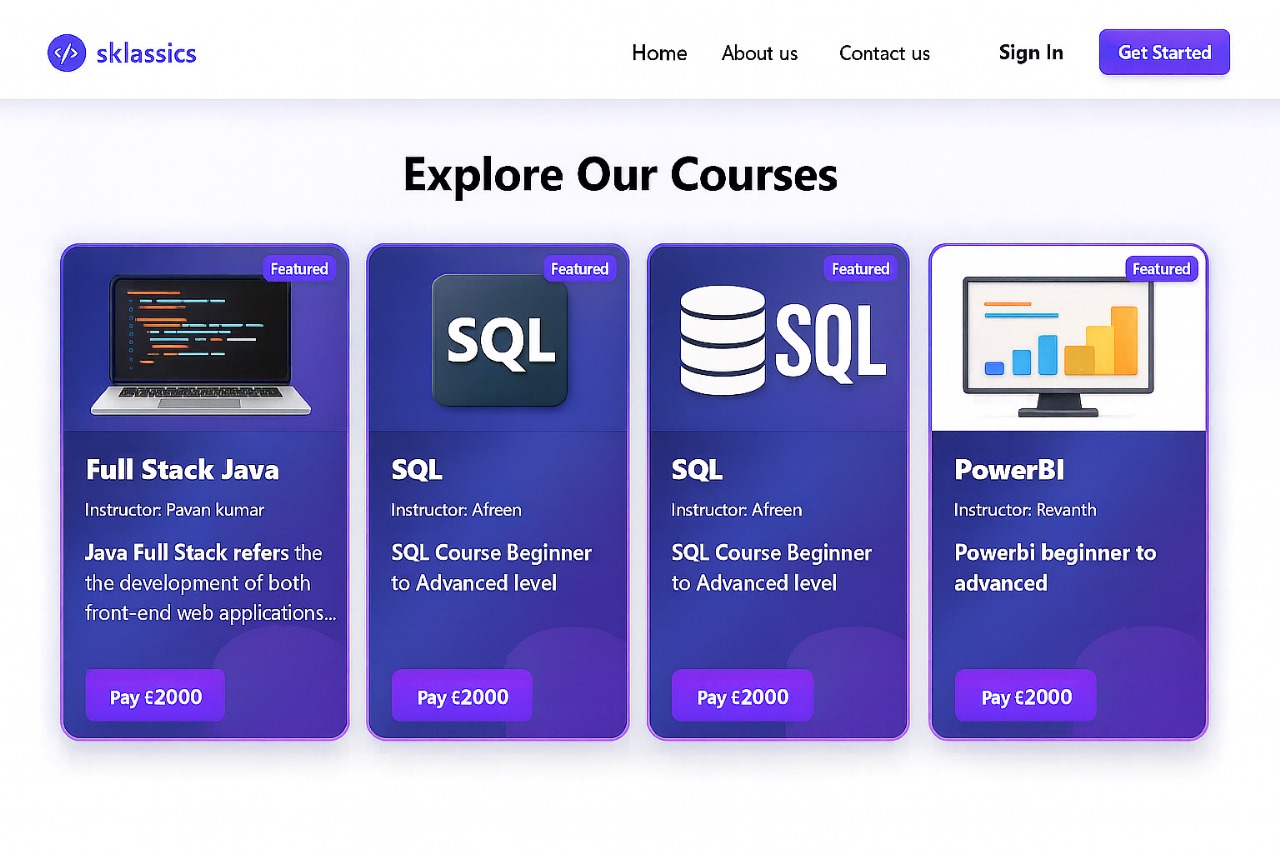 </> sklassics
Home About us Contact us Sign In Get Started
Explore Our Courses
Featured
Full Stack Java
Instructor: Pavan kumar
Java Full Stack refers the
the development of both
front-end web applications...
Pay £2000
Featured
SQL
SQL
Instructor: Afreen
SQL Course Beginner
to Advanced level
Pay £2000
Featured
SQL
SQL
Instructor: Afreen
SQL Course Beginner
to Advanced level
Pay £2000
Featured
PowerBI
Instructor: Revanth
Powerbi beginner to
advanced
Pay £2000